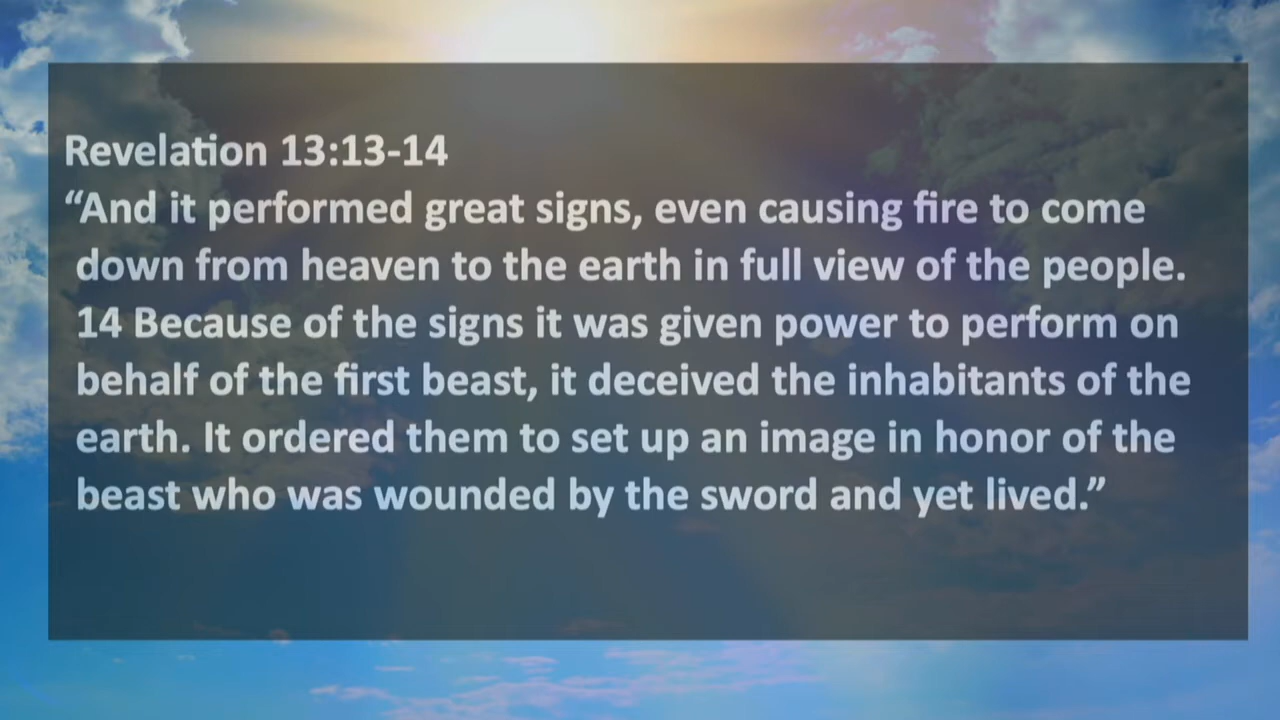 Revelation 13:13-14
“And it performed great signs, even causing fire to come
down from heaven to the earth in full view of the people.
14 Because of the signs it was given power to perform on
behalf of the first beast, it deceived the inhabitants of the
earth. It ordered them to set up an image in honor of the
beast who was wounded by the sword and yet lived.”